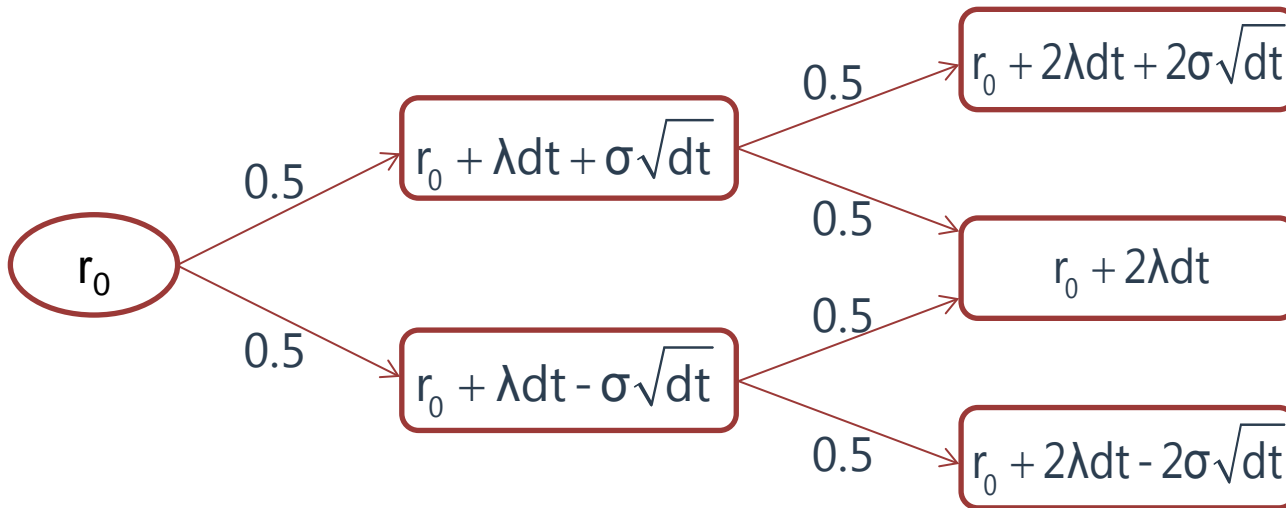 r₀ + 2λdt + 2σ√dt
0.5
r₀ + λdt + σ√dt
0.5
0.5
r₀ + 2λdt
r₀
0.5
0.5
r₀ + λdt - σ√dt
0.5
r₀ + 2λdt - 2σ√dt